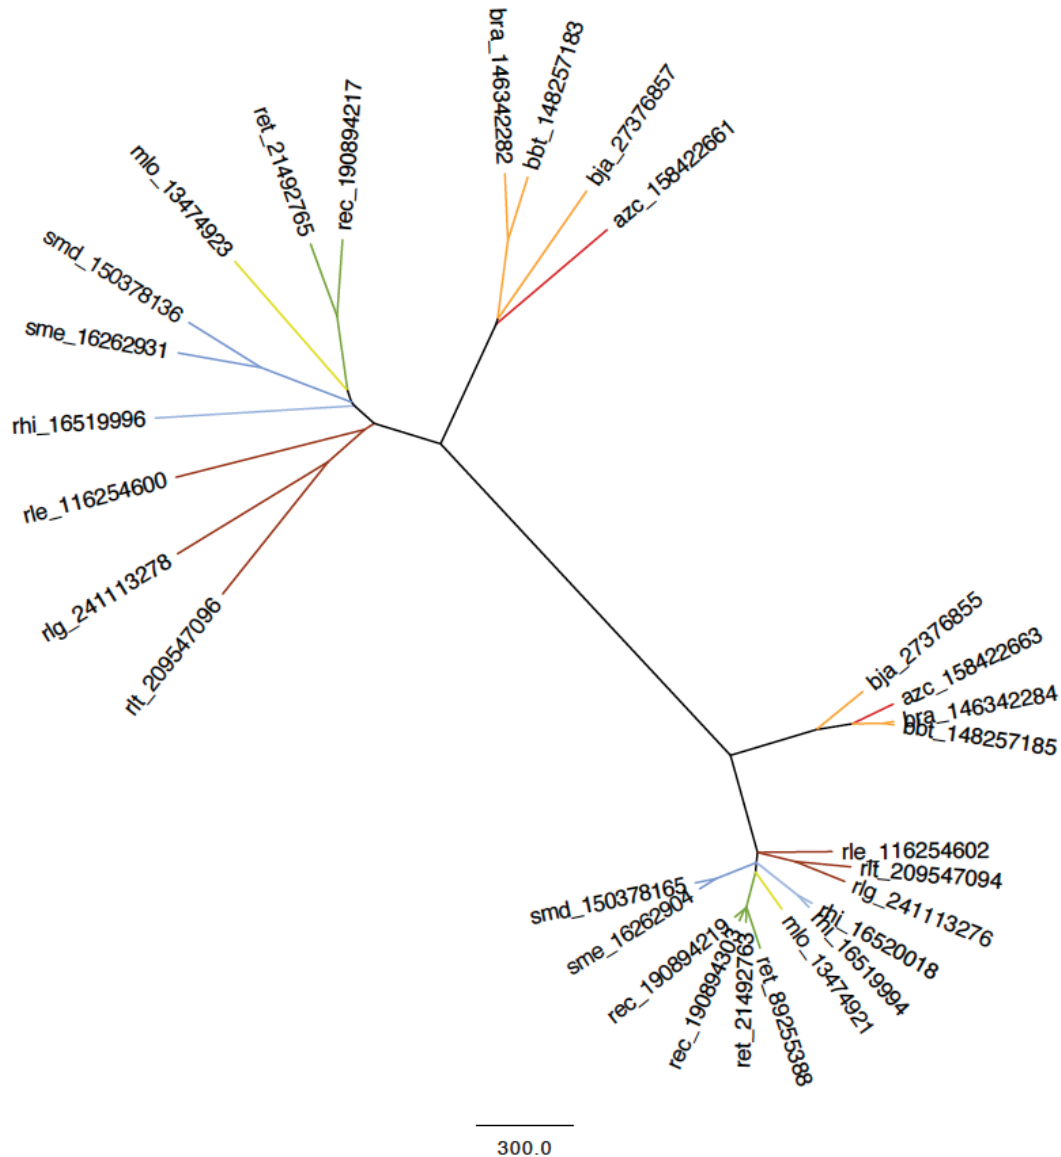 bra_146342282
bbt_148257183
bja_27376857
azc_158422661
rec_190894217
ret_21492765
mlo_13474923
smd_150378136
sme_16262931
rhi_16519996
rle_116254600
rlg_241113278
rlt_209547096
bja_27376855
azc_158422663
bra_146342284
bbt_148257185
rle_116254602
rlt_209547094
rlg_241113276
rhi_16520018
rhi_16519994
mlo_13474921
ret_89255388
ret_21492763
rec_190894303
rec_190894219
sme_16262904
smd_150378165
300.0